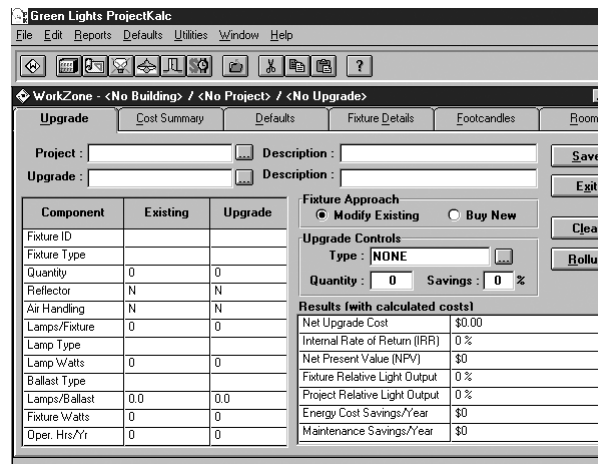 Green Lights ProjectKalc
File Edit Reports Defaults Utilities Window Help
WorkZone - <No Building> / <No Project> / <No Upgrade>
Upgrade Cost Summary Defaults Fixture Details Footcandles Room
Project : ... Description :
Upgrade : ... Description :
Save
Exit
Clea
Rollu
Component Existing Upgrade
Fixture ID
Fixture Type
Quantity 0 0
Reflector N N
Air Handling N N
Lamps/Fixture 0 0
Lamp Type
Lamp Watts 0 0
Ballast Type
Lamps/Ballast 0.0 0.0
Fixture Watts 0 0
Oper. Hrs/Yr 0 0
Fixture Approach
Modify Existing Buy New
Upgrade Controls
Type : NONE ...
Quantity : 0 Savings : 0 %
Results (with calculated costs)
Net Upgrade Cost $0.00
Internal Rate of Return (IRR) 0 %
Net Present Value (NPV) $0
Fixture Relative Light Output 0 %
Project Relative Light Output 0 %
Energy Cost Savings/Year $0
Maintenance Savings/Year $0